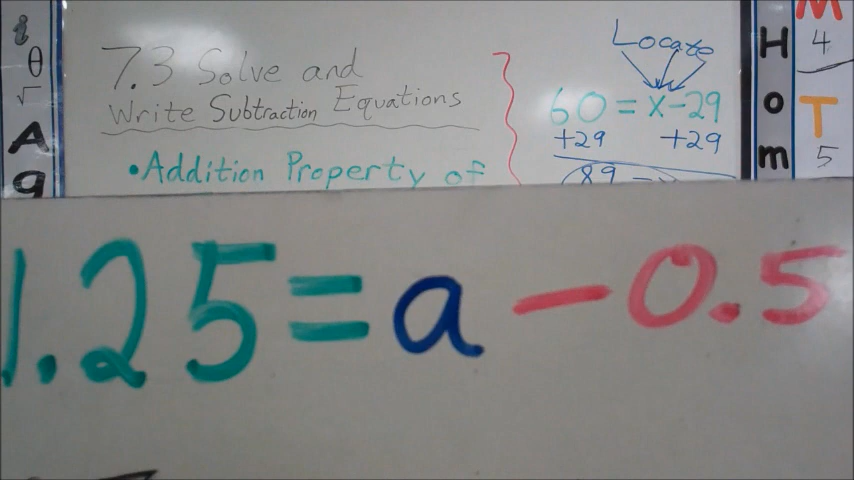 i
θ
√
A
g
7.3 Solve and
Write Subtraction Equations
•Addition Property of
Locate
60 = x-29
+29 +29
89
H
o
m
M
4
T
5
1.25 = a - 0.5